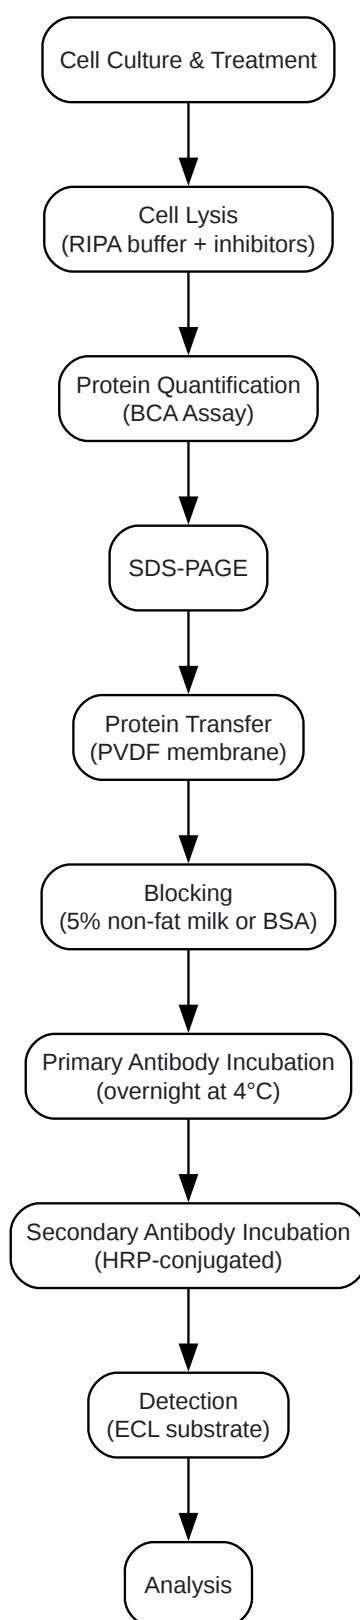 Cell Culture & Treatment
Cell Lysis
(RIPA buffer + inhibitors)
Protein Quantification
(BCA Assay)
SDS-PAGE
Protein Transfer
(PVDF membrane)
Blocking
(5% non-fat milk or BSA)
Primary Antibody Incubation
(overnight at 4°C)
Secondary Antibody Incubation
(HRP-conjugated)
Detection
(ECL substrate)
Analysis